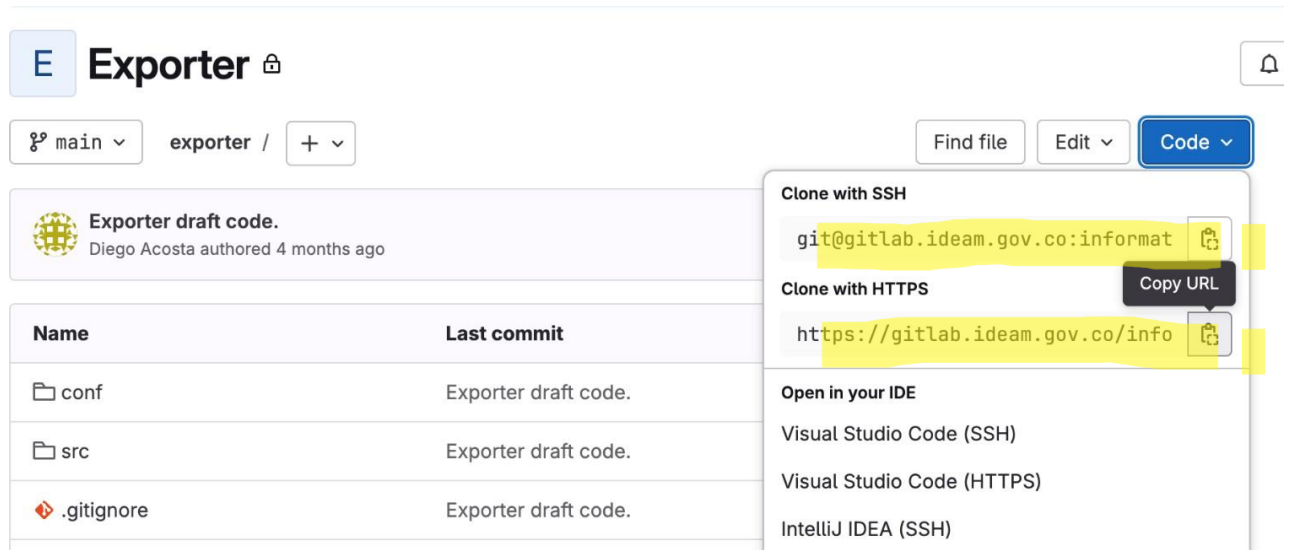 E Exporter
main exporter / +
Find file Edit Code
Exporter draft code.
Diego Acosta authored 4 months ago
Clone with SSH
git@gitlab.ideam.gov.co:informat
Copy URL
Clone with HTTPS
https://gitlab.ideam.gov.co/info
Name Last commit
conf Exporter draft code.
src Exporter draft code.
.gitignore Exporter draft code.
Open in your IDE
Visual Studio Code (SSH)
Visual Studio Code (HTTPS)
IntelliJ IDEA (SSH)